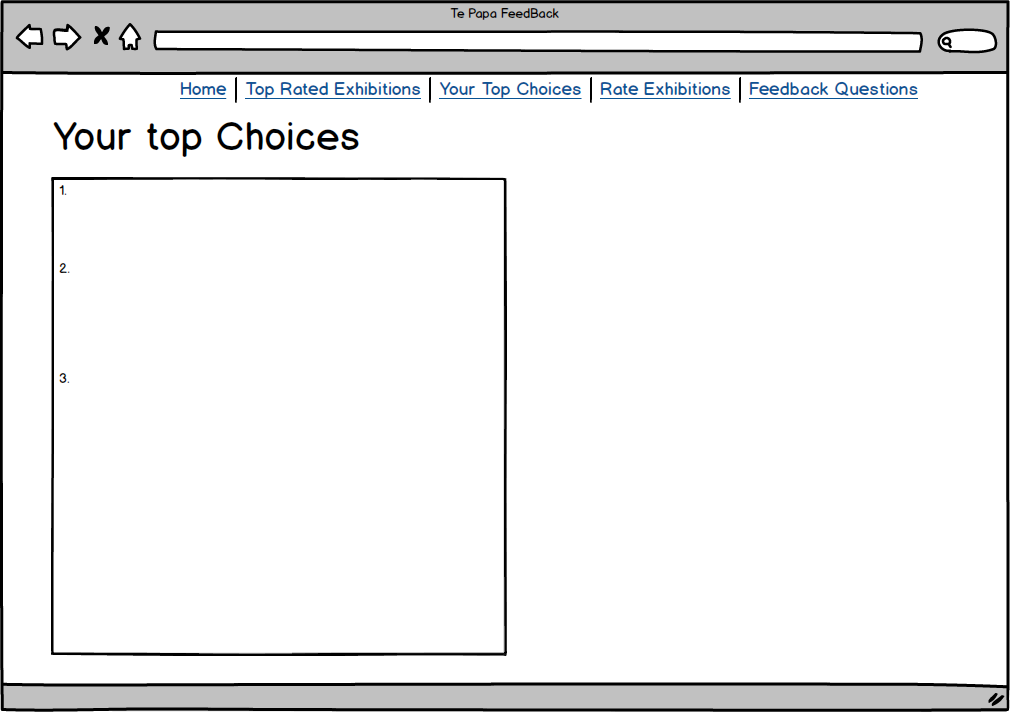 Te Papa FeedBack
Home Top Rated Exhibitions Your Top Choices Rate Exhibitions Feedback Questions
Your top Choices
1.
2.
3.